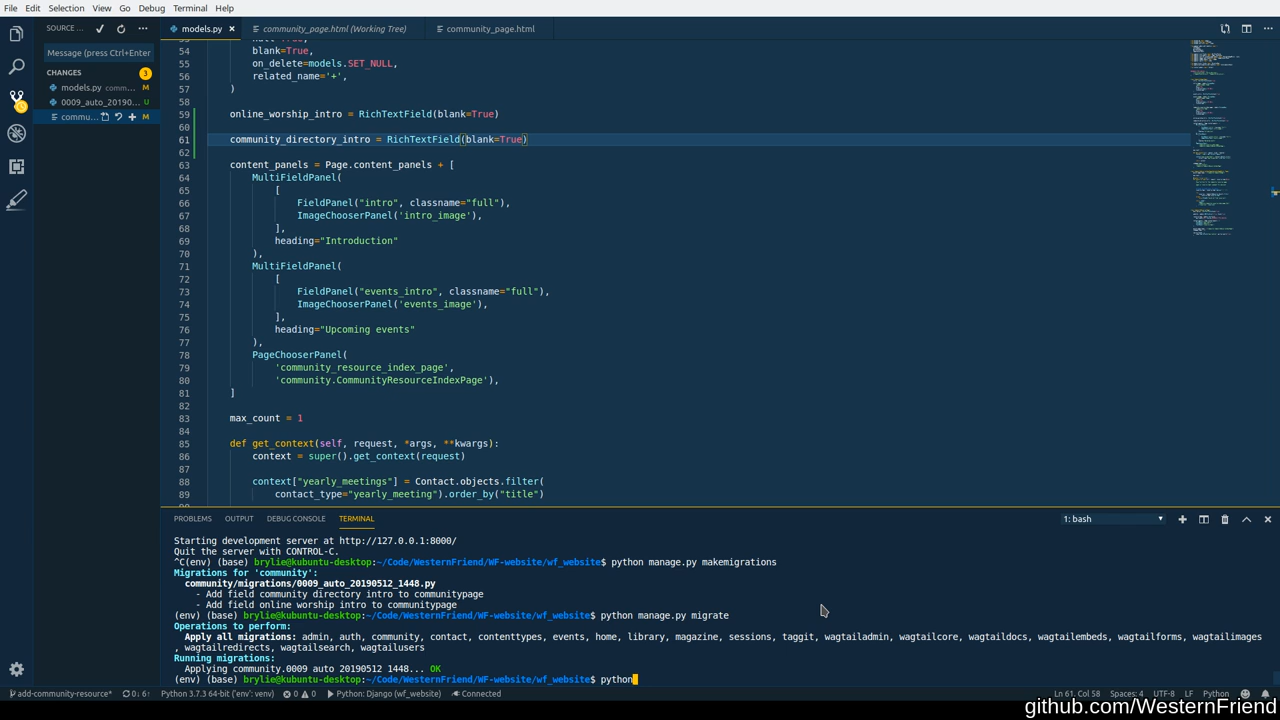 File Edit Selection View Go Debug Terminal Help
SOURCE ... models.py community_page.html (Working Tree) community_page.html
Message (press Ctrl+Enter
CHANGES 3
models.py comm... M
0009_auto_20190... U
commu... M
54 blank=True,
55 on_delete=models.SET_NULL,
56 related_name='+',
57 )
58
59 online_worship_intro = RichTextField(blank=True)
60
61 community_directory_intro = RichTextField(blank=True)
62
63 content_panels = Page.content_panels + [
64 MultiFieldPanel(
65 [
66 FieldPanel("intro", classname="full"),
67 ImageChooserPanel('intro_image'),
68 ],
69 heading="Introduction"
70 ),
71 MultiFieldPanel(
72 [
73 FieldPanel("events_intro", classname="full"),
74 ImageChooserPanel('events_image'),
75 ],
76 heading="Upcoming events"
77 ),
78 PageChooserPanel(
79 'community_resource_index_page',
80 'community.CommunityResourceIndexPage'),
81 ]
82
83 max_count = 1
84
85 def get_context(self, request, *args, **kwargs):
86 context = super().get_context(request)
87
88 context["yearly_meetings"] = Contact.objects.filter(
89 contact_type="yearly_meeting").order_by("title")
PROBLEMS OUTPUT DEBUG CONSOLE TERMINAL 1: bash
Starting development server at http://127.0.0.1:8000/
Quit the server with CONTROL-C.
^C(env) (base) brylie@kubuntu-desktop:~/Code/WesternFriend/WF-website/wf_website$ python manage.py makemigrations
Migrations for 'community':
community/migrations/0009_auto_20190512_1448.py
- Add field community directory intro to communitypage
- Add field online worship intro to communitypage
(env) (base) brylie@kubuntu-desktop:~/Code/WesternFriend/WF-website/wf_website$ python manage.py migrate
Operations to perform:
Apply all migrations: admin, auth, community, contact, contenttypes, events, home, library, magazine, sessions, taggit, wagtailadmin, wagtailcore, wagtaildocs, wagtailembeds, wagtailforms, wagtailimages
, wagtailredirects, wagtailsearch, wagtailusers
Running migrations:
Applying community.0009 auto 20190512 1448... OK
(env) (base) brylie@kubuntu-desktop:~/Code/WesternFriend/WF-website/wf_website$ python
add-community-resource* 0↓ 6↑ Python 3.7.3 64-bit ('env': venv) 0 0 Python: Django (wf_website) Connected Ln 61, Col 58 Spaces: 4 UTF-8 LF Python
github.com/WesternFriend